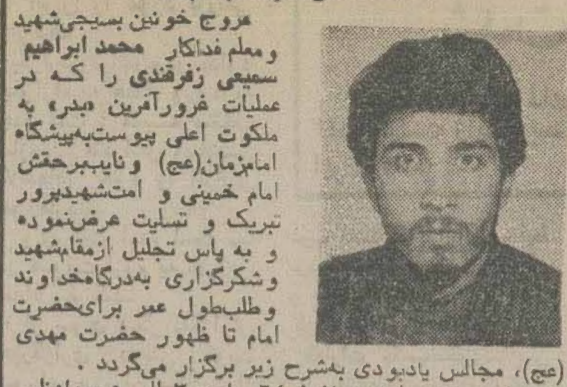 عروج خونین بسیجی‌شهید
و معلم فداکار محمد ابراهیم
سمیعی زفرقندی را که در
عملیات غرورآفرین «بدر» به
ملکوت اعلی پیوست‌به‌پیشگاه
امام‌زمان(عج) و نایب‌برحقش
امام خمینی و امت‌شهیدپرور
تبریک و تسلیت عرض‌نموده
و به پاس تجلیل ازمقام‌شهید
و شکرگزاری به‌درگاه‌خداوند
و طلب‌طول عمر برای‌حضرت
امام تا ظهور حضرت مهدی
(عج)، مجالس یادبودی به‌شرح زیر برگزار می‌گردد .